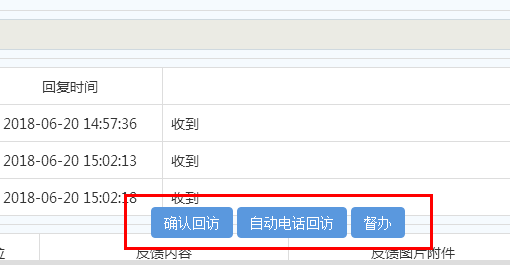 回复时间
2018-06-20 14:57:36 收到
2018-06-20 15:02:13 收到
2018-06-20 15:02:18 收到
确认回访 自动电话回访 督办
位 反馈内容 反馈图片附件